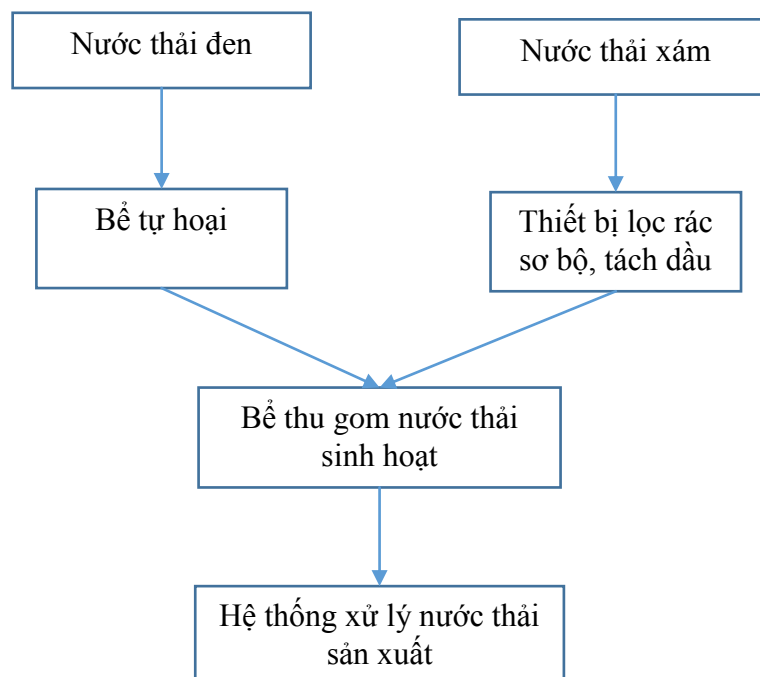 Nước thải đen
Nước thải xám
Bể tự hoại
Thiết bị lọc rác
sơ bộ, tách dầu
Bể thu gom nước thải
sinh hoạt
Hệ thống xử lý nước thải
sản xuất